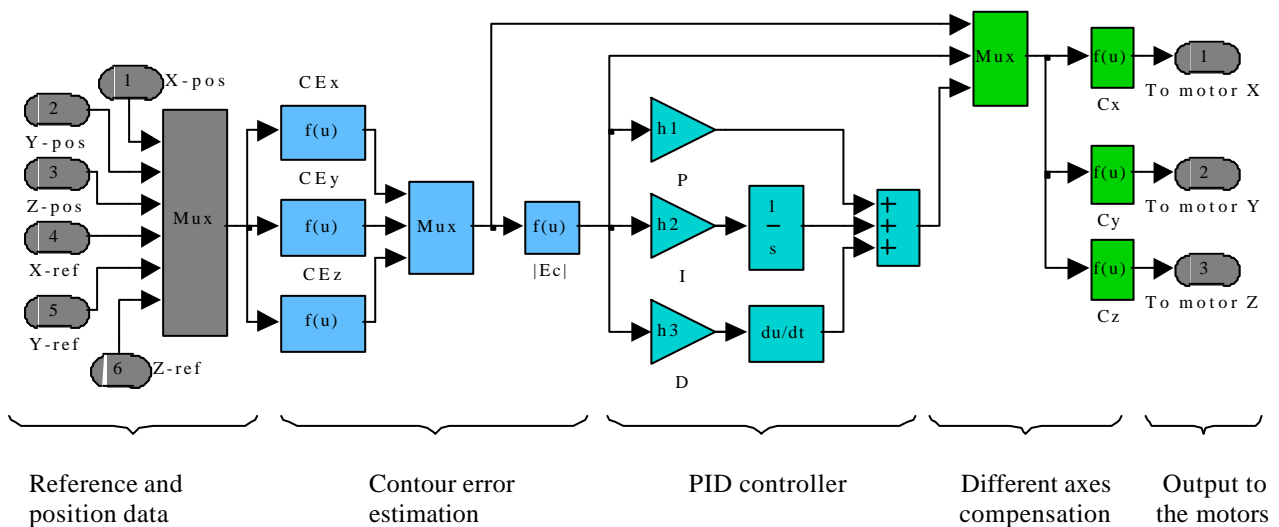 1
X-pos
2
Y-pos
3
Z-pos
4
X-ref
5
Y-ref
6
Z-ref
Mux
CEx
f(u)
CEy
f(u)
CEz
f(u)
Mux
f(u)
|Ec|
h1
P
h2
I
h3
D
1
s
du/dt
+
+
+
Mux
f(u)
Cx
f(u)
Cy
f(u)
Cz
1
To motor X
2
To motor Y
3
To motor Z
Reference and
position data
Contour error
estimation
PID controller
Different axes
compensation
Output to
the motors